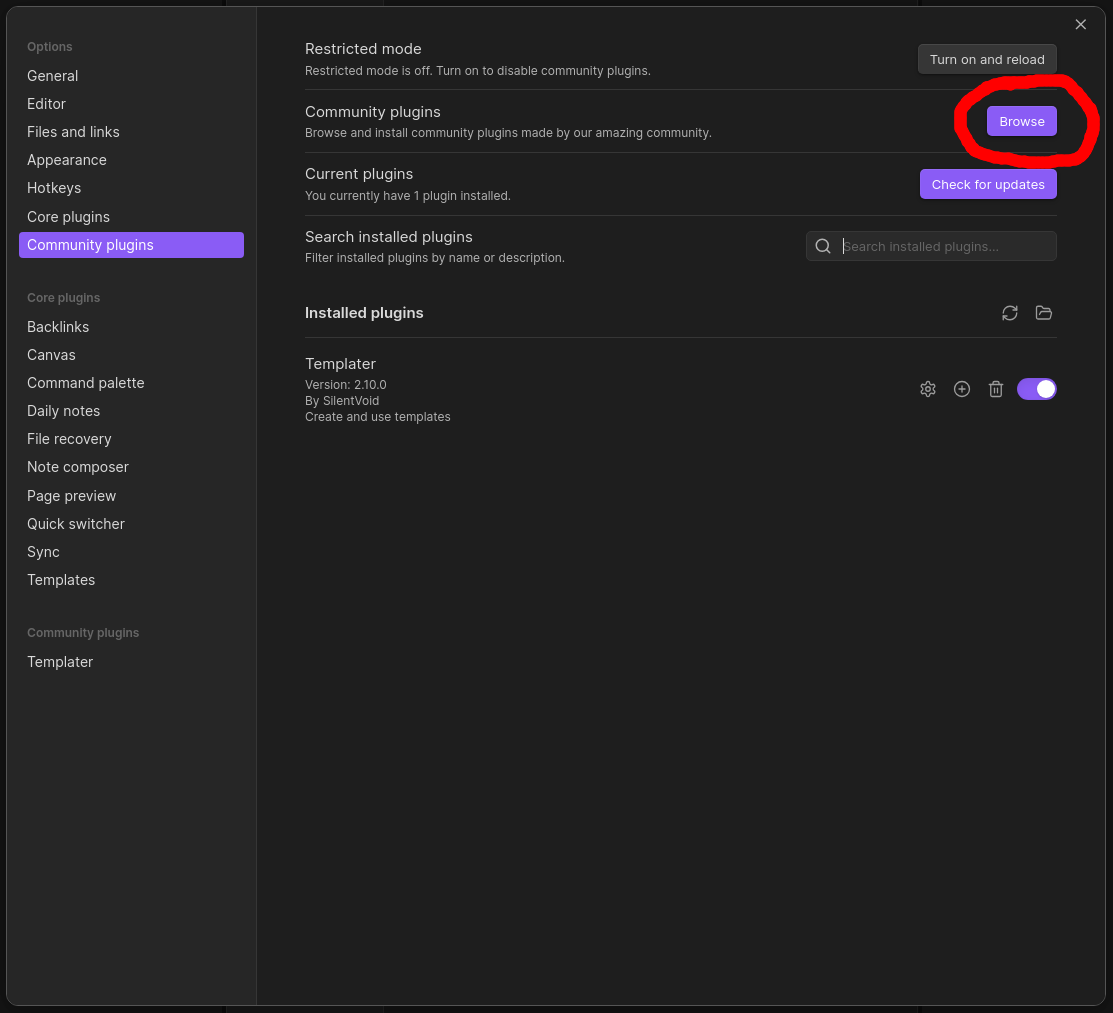 Options
General
Editor
Files and links
Appearance
Hotkeys
Core plugins
Community plugins
Core plugins
Backlinks
Canvas
Command palette
Daily notes
File recovery
Note composer
Page preview
Quick switcher
Sync
Templates
Community plugins
Templater
Restricted mode
Restricted mode is off. Turn on to disable community plugins.
Turn on and reload
Community plugins
Browse and install community plugins made by our amazing community.
Browse
Current plugins
You currently have 1 plugin installed.
Check for updates
Search installed plugins
Filter installed plugins by name or description.
Search installed plugins...
Installed plugins
Templater
Version: 2.10.0
By SilentVoid
Create and use templates